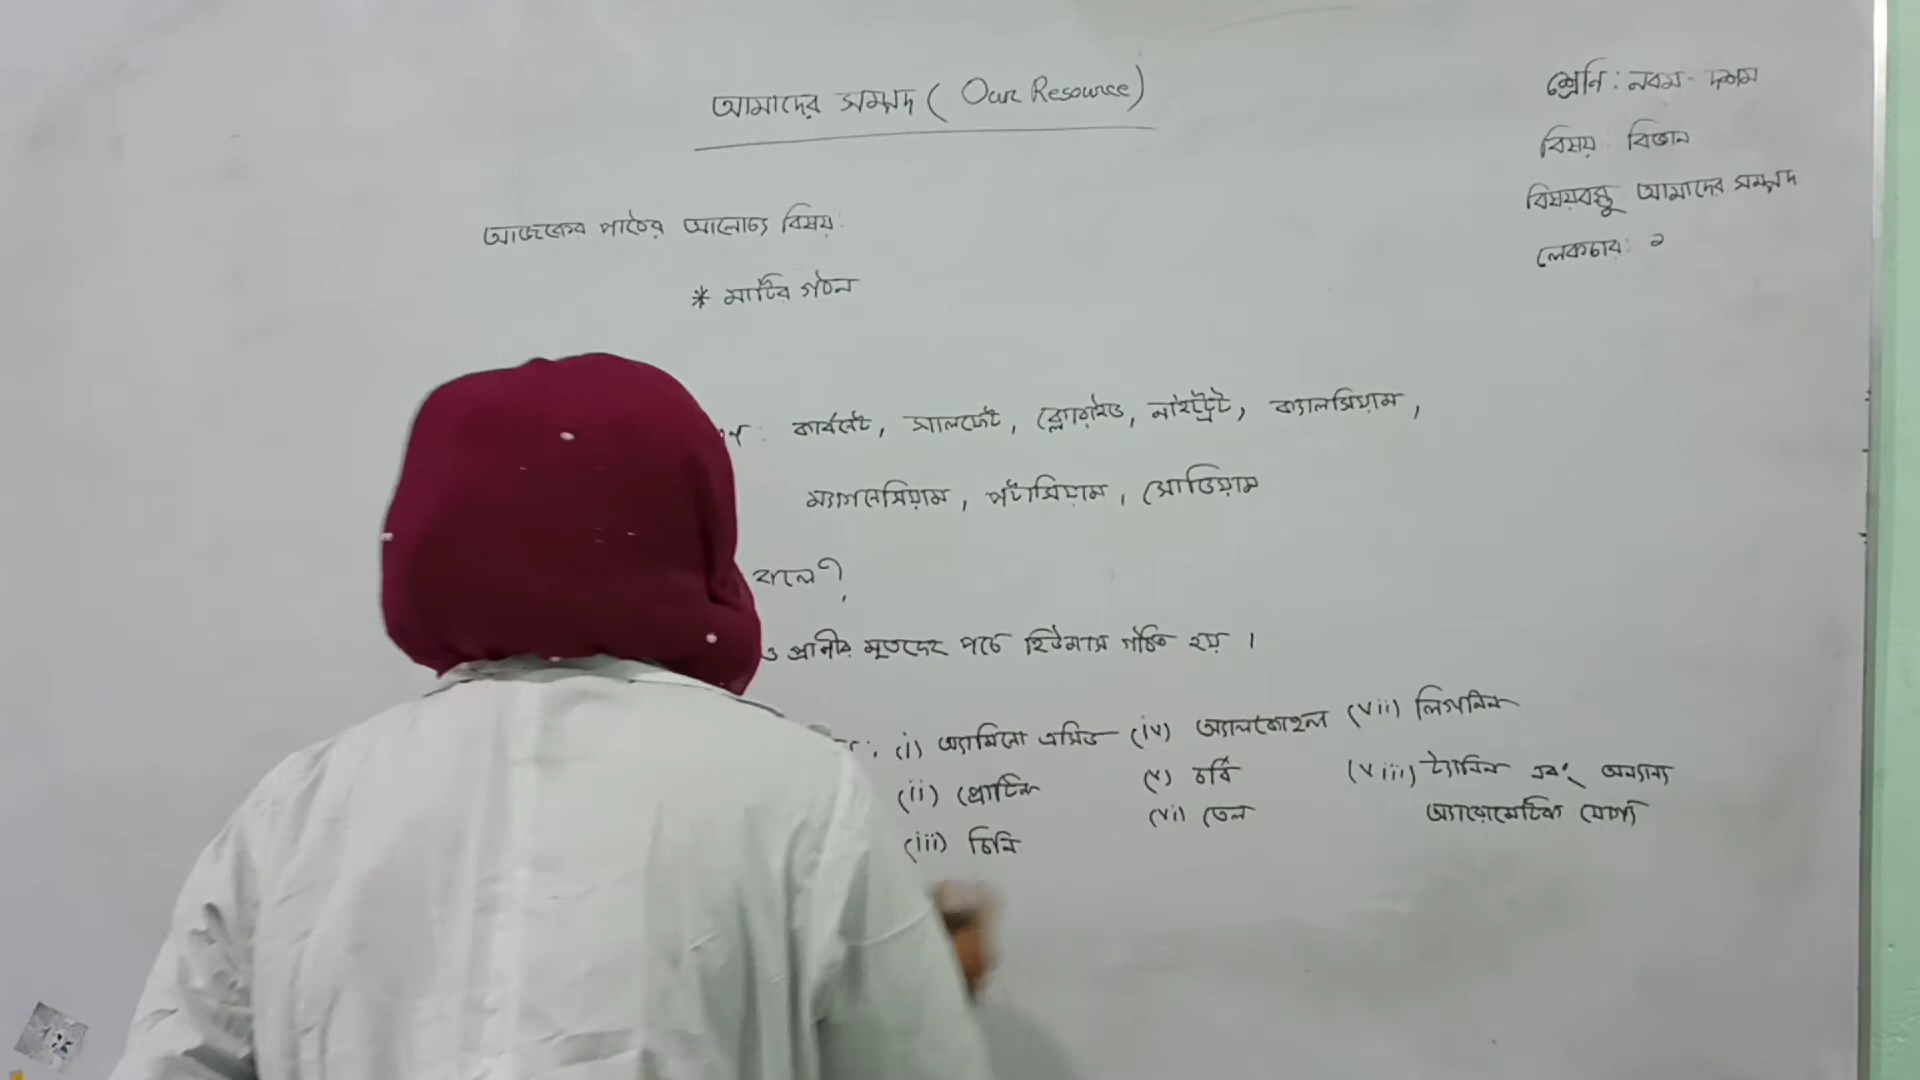 আমাদের সম্পদ ( Our Resource)
শ্রেণি : নবম - দশম
বিষয় : বিজ্ঞান
বিষয়বস্তু আমাদের সম্পদ
লেকচার: ২
আজকের পাঠের আলোচ্য বিষয়:
* মাটির গঠন
কার্বনেট, সালফেট, ক্লোরাইড, নাইট্রেট, ক্যালসিয়াম,
ম্যাগনেসিয়াম, পটাসিয়াম, সোডিয়াম
বলে?
ও প্রাণীর মৃতদেহ পচে হিউমাস গঠিত হয় ।
(i) অ্যামিনো এসিড (iv) অ্যালকোহল (vii) লিগনিন
(ii) প্রোটিন (v) চর্বি (viii) ট্যানিন এবং অন্যান্য
(iii) চিনি (vi) তেল অ্যারোমেটিক যৌগ